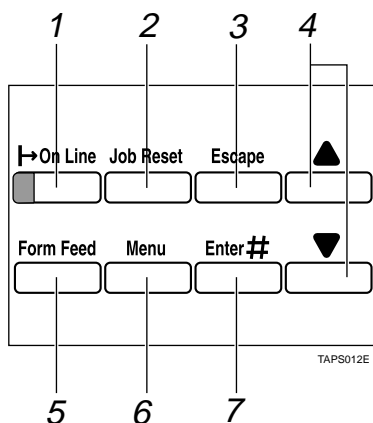 1 2 3 4
On Line Job Reset Escape ▲
Form Feed Menu Enter # ▼
TAPS012E
5 6 7